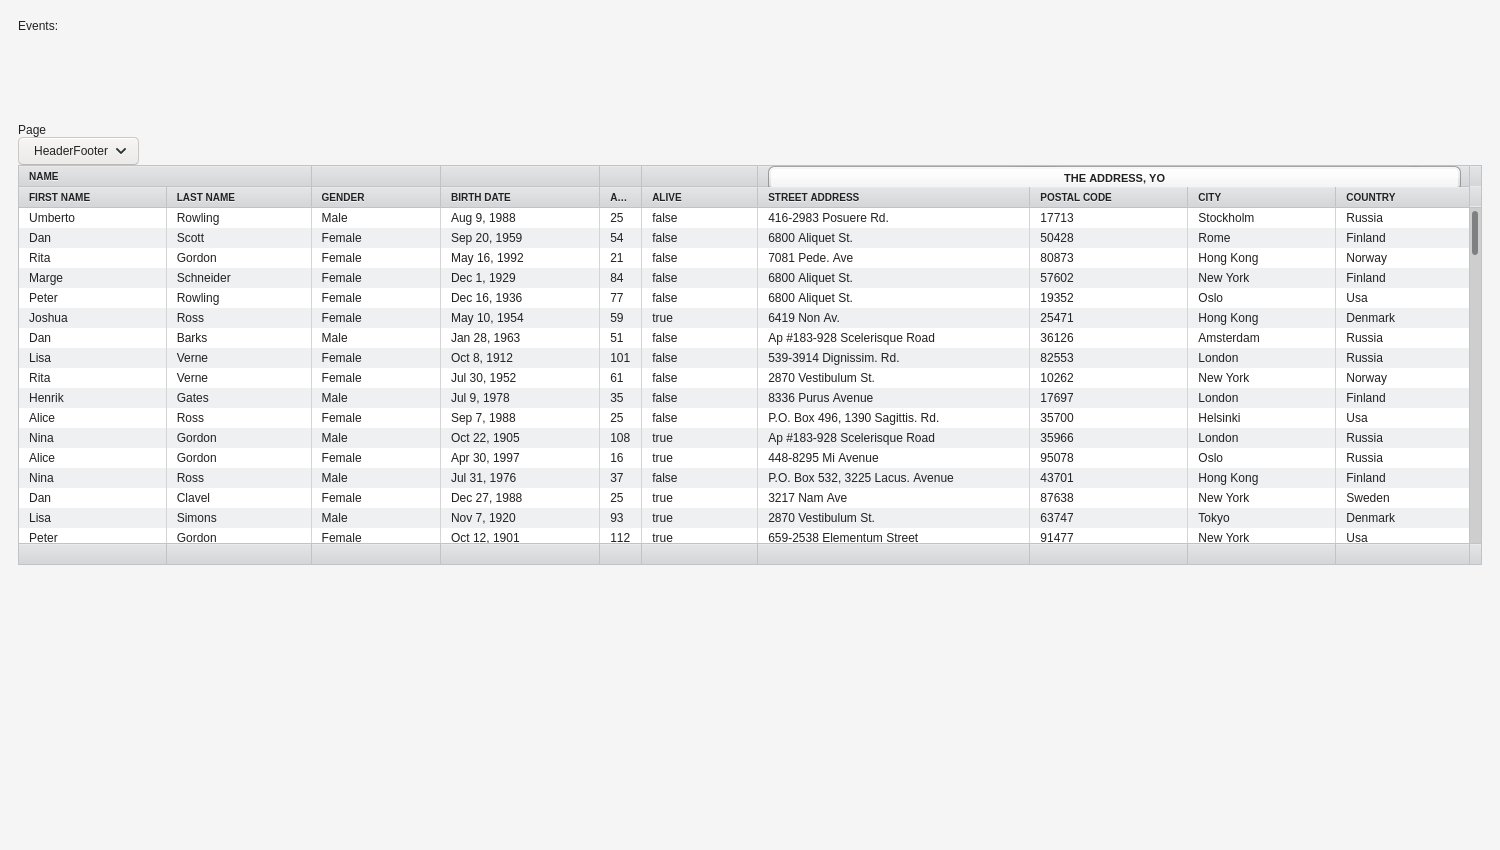 Events:
Page
HeaderFooter
NAME THE ADDRESS, YO
FIRST NAME LAST NAME GENDER BIRTH DATE A… ALIVE STREET ADDRESS POSTAL CODE CITY COUNTRY
Umberto Rowling Male Aug 9, 1988 25 false 416-2983 Posuere Rd. 17713 Stockholm Russia
Dan Scott Female Sep 20, 1959 54 false 6800 Aliquet St. 50428 Rome Finland
Rita Gordon Female May 16, 1992 21 false 7081 Pede. Ave 80873 Hong Kong Norway
Marge Schneider Female Dec 1, 1929 84 false 6800 Aliquet St. 57602 New York Finland
Peter Rowling Female Dec 16, 1936 77 false 6800 Aliquet St. 19352 Oslo Usa
Joshua Ross Female May 10, 1954 59 true 6419 Non Av. 25471 Hong Kong Denmark
Dan Barks Male Jan 28, 1963 51 false Ap #183-928 Scelerisque Road 36126 Amsterdam Russia
Lisa Verne Female Oct 8, 1912 101 false 539-3914 Dignissim. Rd. 82553 London Russia
Rita Verne Female Jul 30, 1952 61 false 2870 Vestibulum St. 10262 New York Norway
Henrik Gates Male Jul 9, 1978 35 false 8336 Purus Avenue 17697 London Finland
Alice Ross Female Sep 7, 1988 25 false P.O. Box 496, 1390 Sagittis. Rd. 35700 Helsinki Usa
Nina Gordon Male Oct 22, 1905 108 true Ap #183-928 Scelerisque Road 35966 London Russia
Alice Gordon Female Apr 30, 1997 16 true 448-8295 Mi Avenue 95078 Oslo Russia
Nina Ross Male Jul 31, 1976 37 false P.O. Box 532, 3225 Lacus. Avenue 43701 Hong Kong Finland
Dan Clavel Female Dec 27, 1988 25 true 3217 Nam Ave 87638 New York Sweden
Lisa Simons Male Nov 7, 1920 93 true 2870 Vestibulum St. 63747 Tokyo Denmark
Peter Gordon Female Oct 12, 1901 112 true 659-2538 Elementum Street 91477 New York Usa